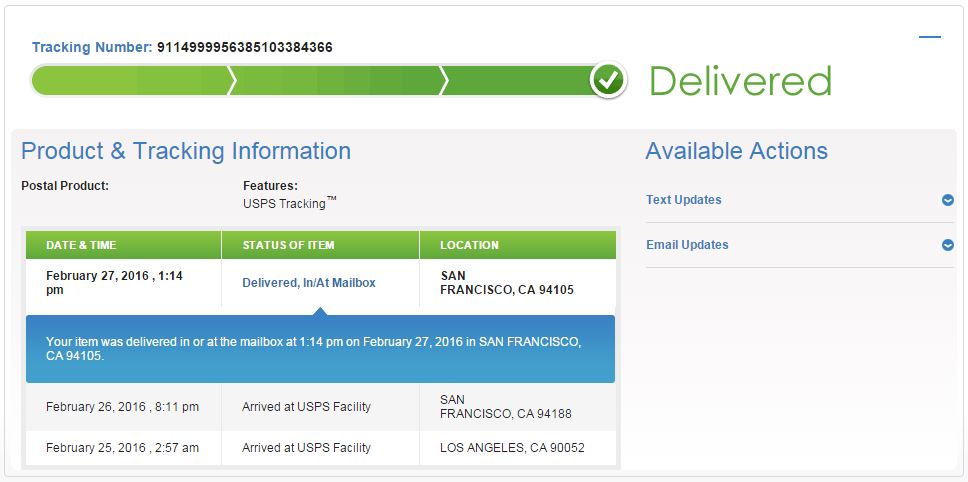 Tracking Number: 9114999956385103384366
Delivered
Product & Tracking Information
Postal Product:
Features:
USPS Tracking™
DATE & TIME
STATUS OF ITEM
LOCATION
February 27, 2016 , 1:14
pm
Delivered, In/At Mailbox
SAN
FRANCISCO, CA 94105
Your item was delivered in or at the mailbox at 1:14 pm on February 27, 2016 in SAN FRANCISCO,
CA 94105.
February 26, 2016 , 8:11 pm
Arrived at USPS Facility
SAN
FRANCISCO, CA 94188
February 25, 2016 , 2:57 am
Arrived at USPS Facility
LOS ANGELES, CA 90052
Available Actions
Text Updates
Email Updates